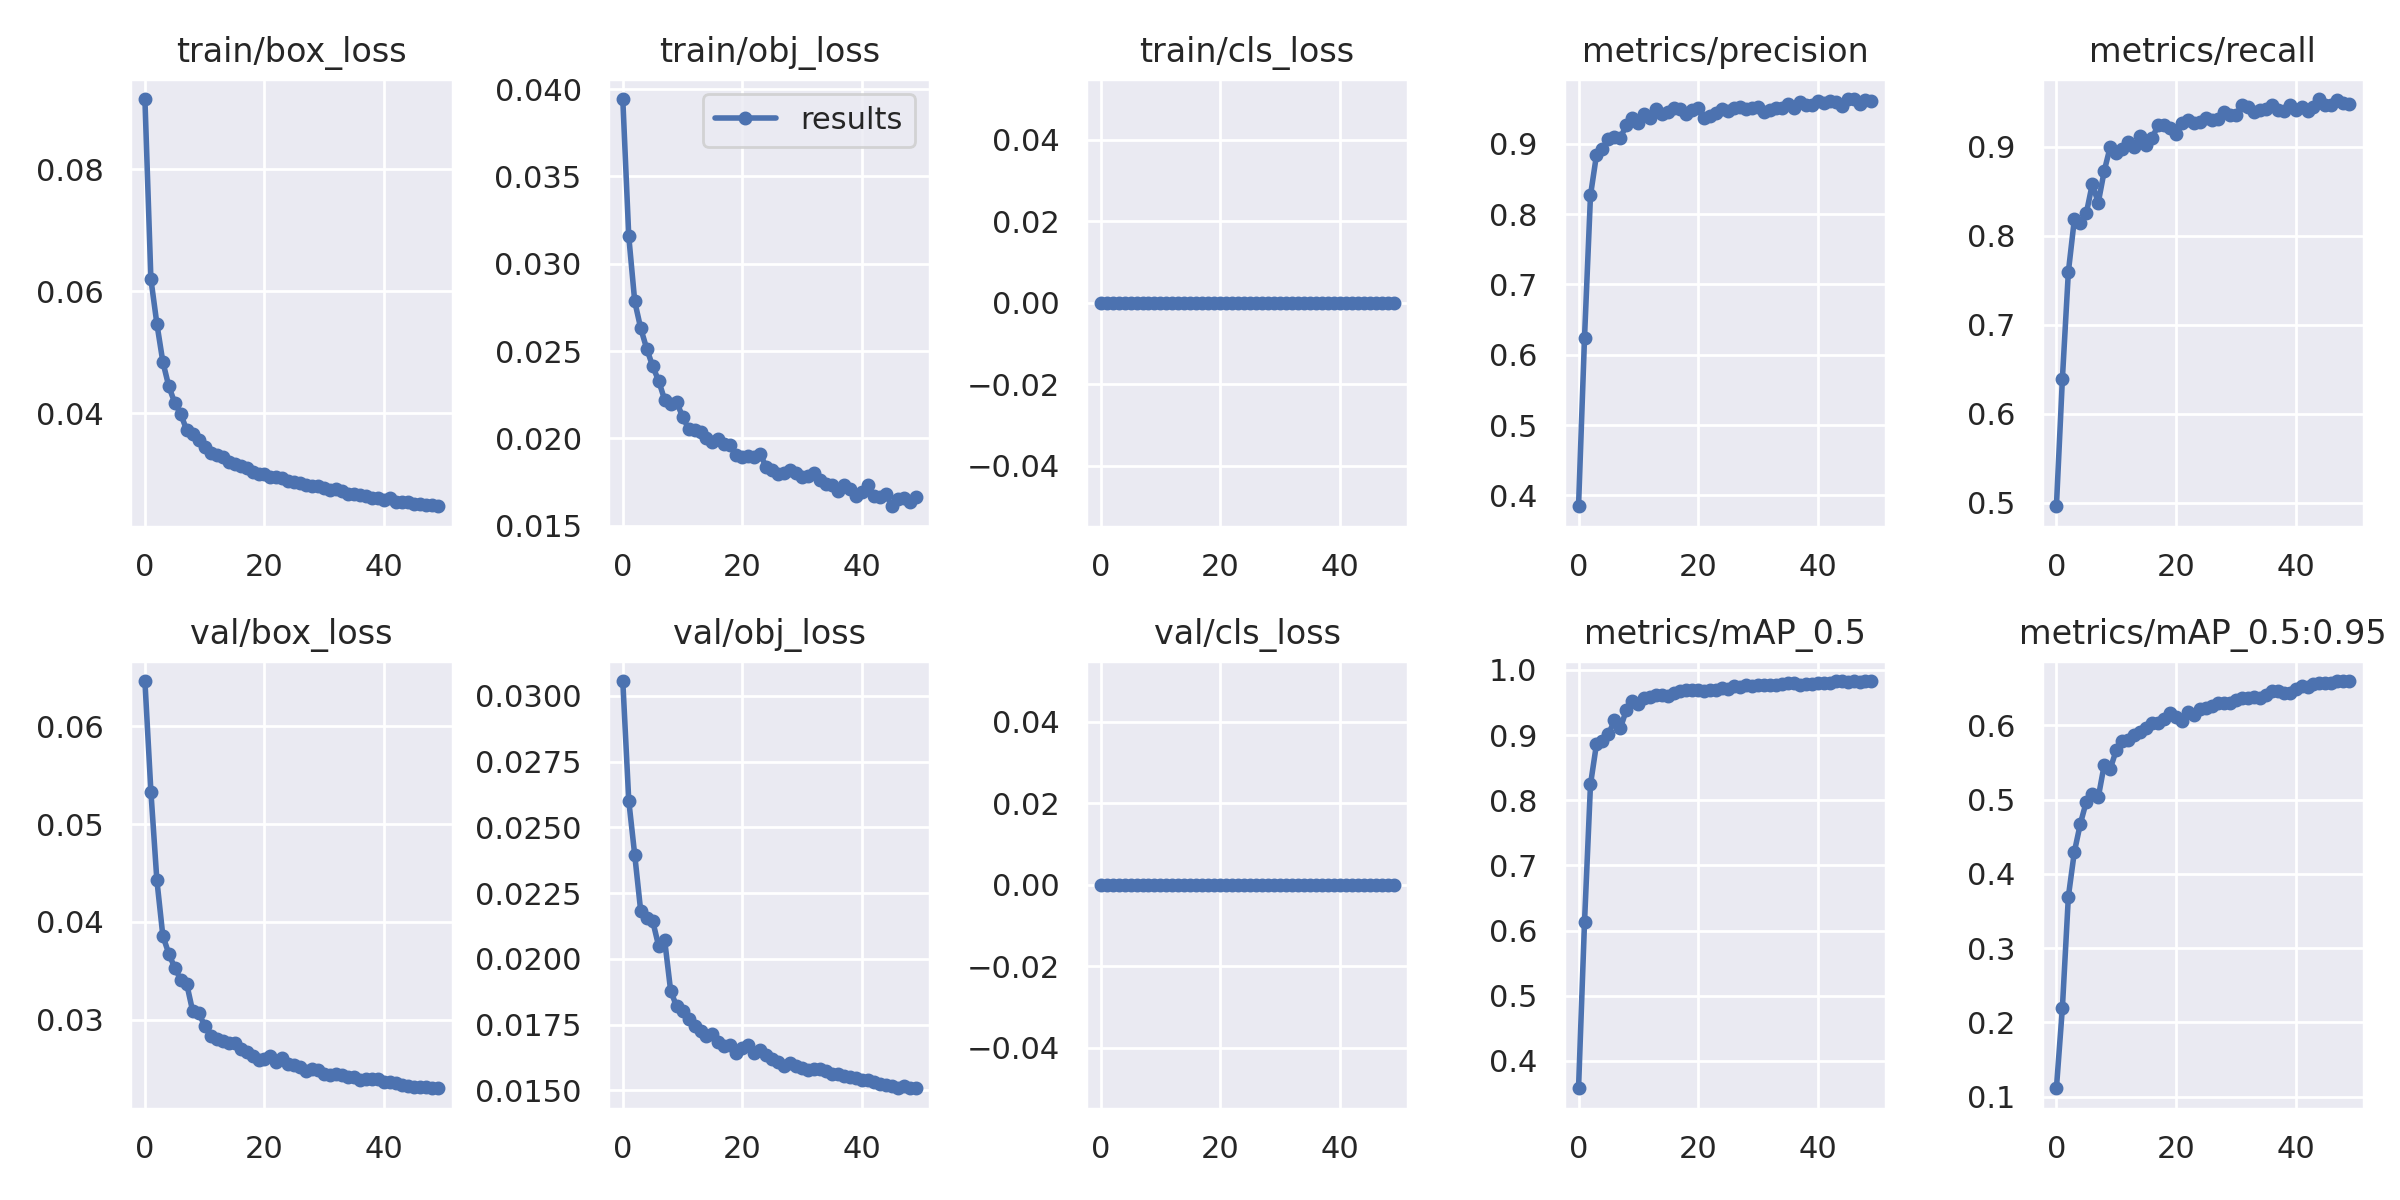 train/box_loss
0.08
0.06
0.04
0 20 40
train/obj_loss
results
0.040
0.035
0.030
0.025
0.020
0.015
0 20 40
train/cls_loss
0.04
0.02
0.00
−0.02
−0.04
0 20 40
metrics/precision
0.9
0.8
0.7
0.6
0.5
0.4
0 20 40
metrics/recall
0.9
0.8
0.7
0.6
0.5
0 20 40
val/box_loss
0.06
0.05
0.04
0.03
0 20 40
val/obj_loss
0.0300
0.0275
0.0250
0.0225
0.0200
0.0175
0.0150
0 20 40
val/cls_loss
0.04
0.02
0.00
−0.02
−0.04
0 20 40
metrics/mAP_0.5
1.0
0.9
0.8
0.7
0.6
0.5
0.4
0 20 40
metrics/mAP_0.5:0.95
0.6
0.5
0.4
0.3
0.2
0.1
0 20 40